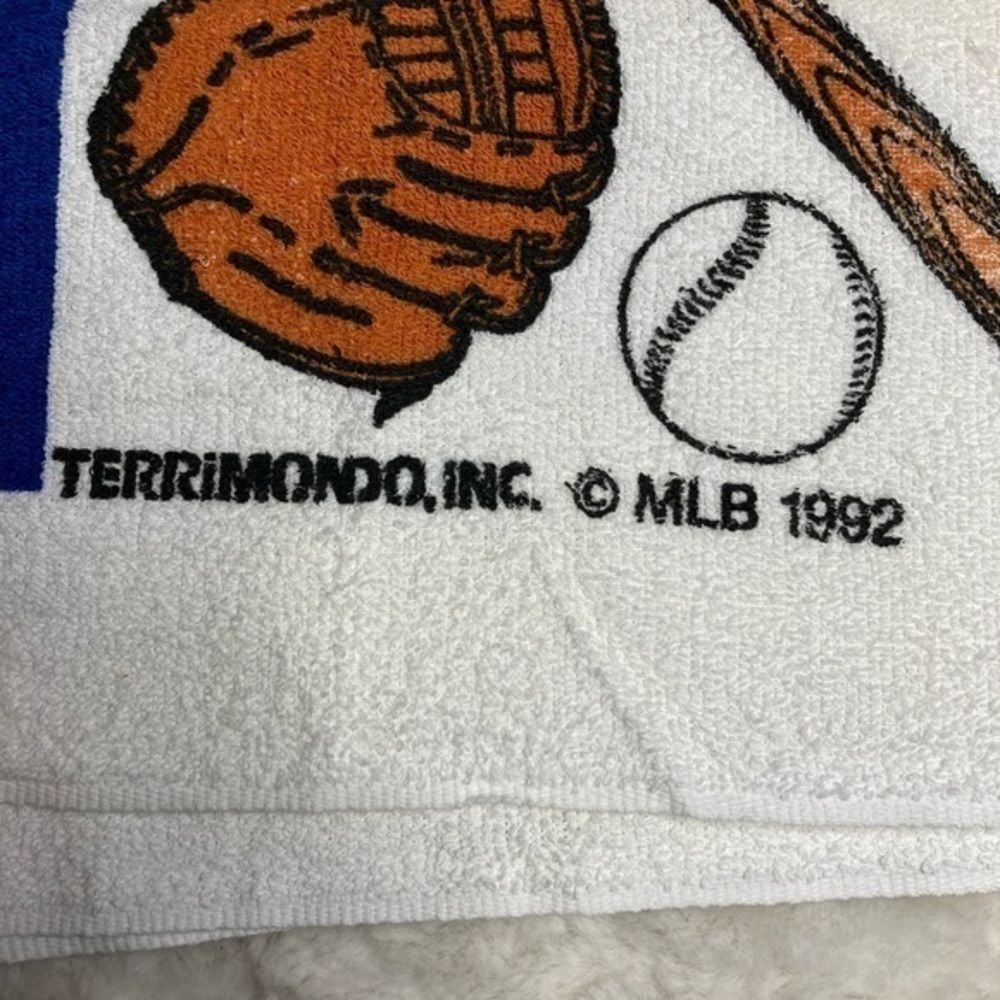 TERRiMONDO, INC. © MLB 1992